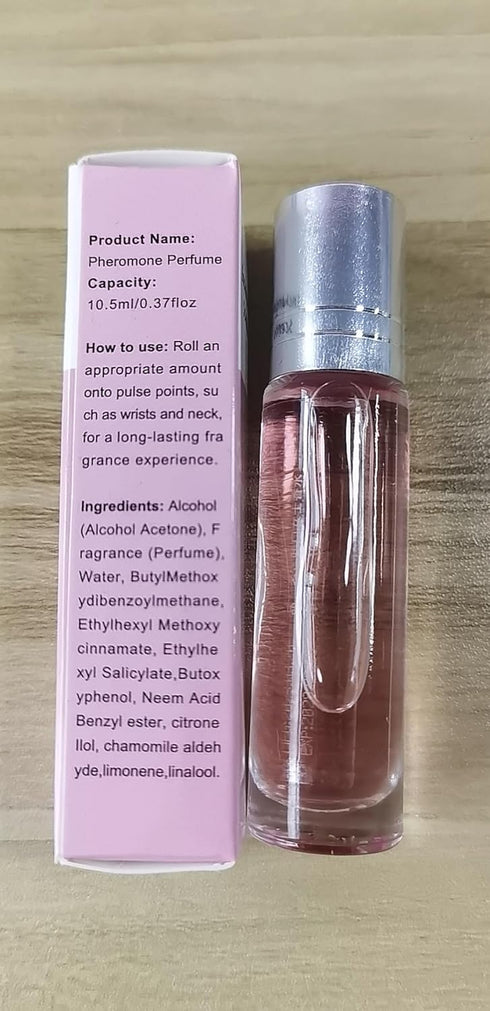 Product Name:
Pheromone Perfume
Capacity:
10.5ml/0.37floz
How to use: Roll an
appropriate amount
onto pulse points, su
ch as wrists and neck,
for a long-lasting fra
grance experience.
Ingredients: Alcohol
(Alcohol Acetone), F
ragrance (Perfume),
Water, ButylMethox
ydibenzoylmethane,
Ethylhexyl Methoxy
cinnamate, Ethylhe
xyl Salicylate,Butox
yphenol, Neem Acid
Benzyl ester, citrone
llol, chamomile aldeh
yde,limonene,linalool.